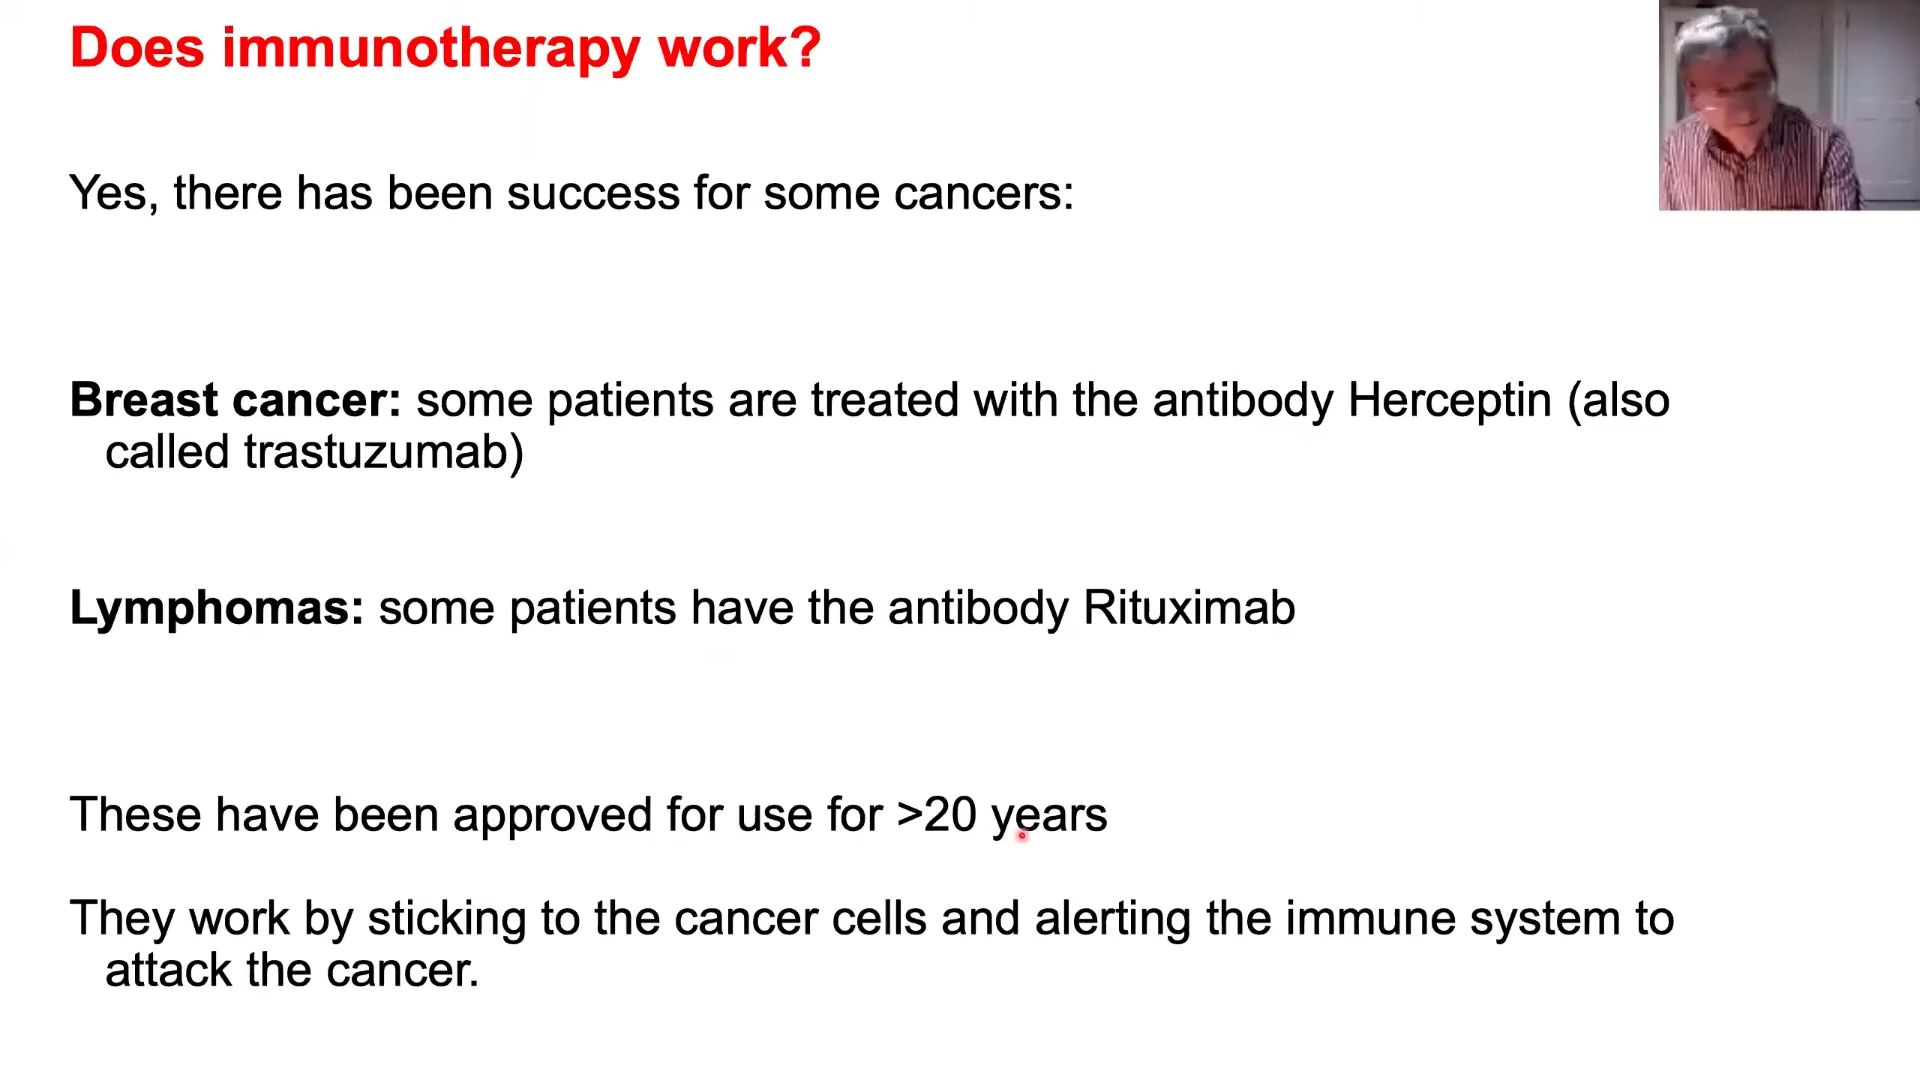 Does immunotherapy work?
Yes, there has been success for some cancers:
Breast cancer: some patients are treated with the antibody Herceptin (also
called trastuzumab)
Lymphomas: some patients have the antibody Rituximab
These have been approved for use for >20 years
They work by sticking to the cancer cells and alerting the immune system to
attack the cancer.